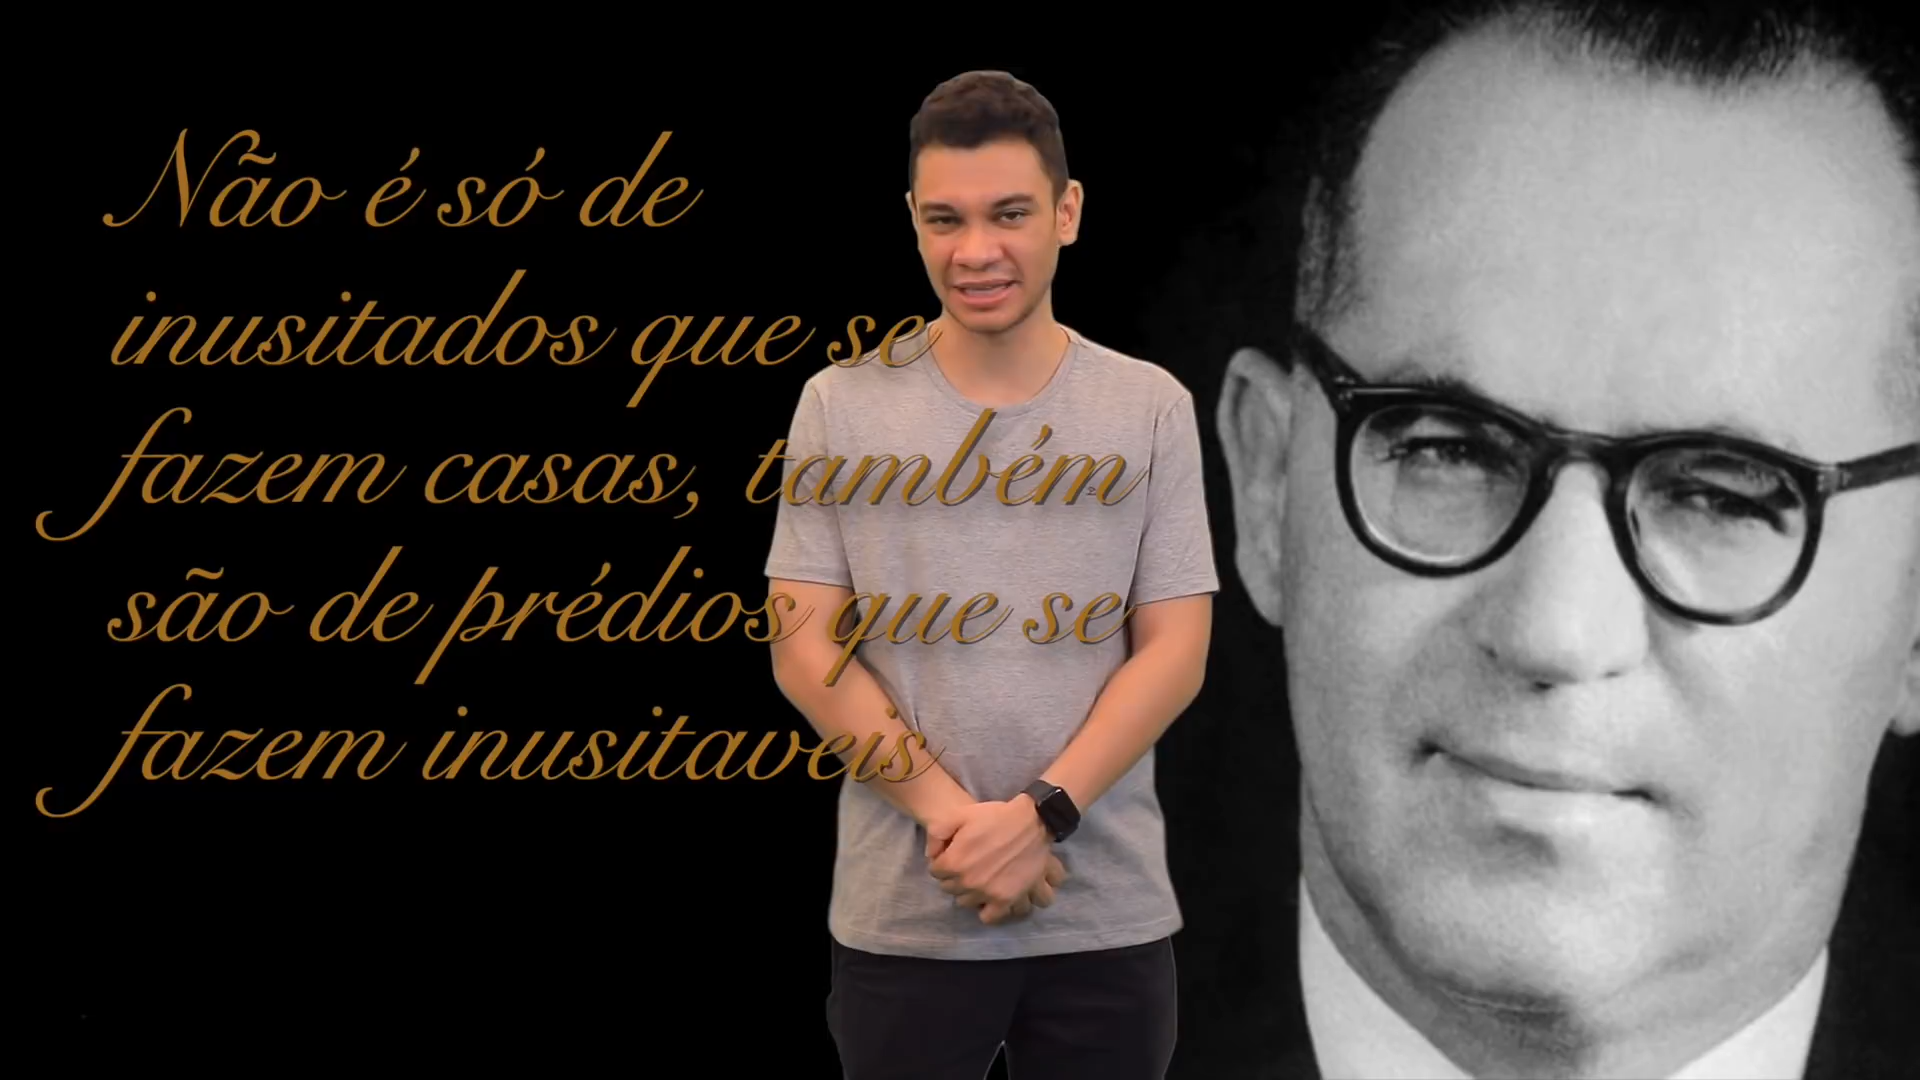 Não é só de
inusitados que se
fazem casas, também
são de prédios que se
fazem inusitaveis